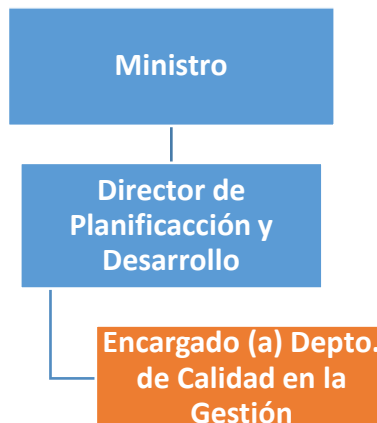 Ministro
Director de
Planificacción y
Desarrollo
Encargado (a) Depto.
de Calidad en la
Gestión